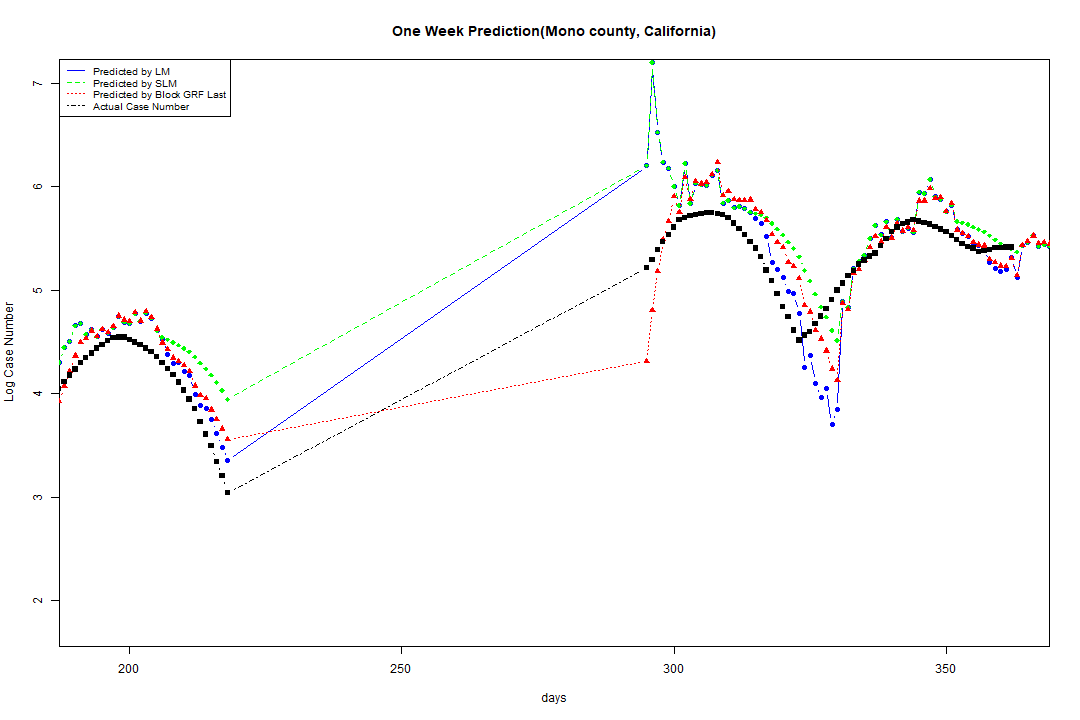 One Week Prediction(Mono county, California)
Predicted by LM
Predicted by SLM
Predicted by Block GRF Last
Actual Case Number
7
6
5
4
3
2
Log Case Number
200
250
300
350
days